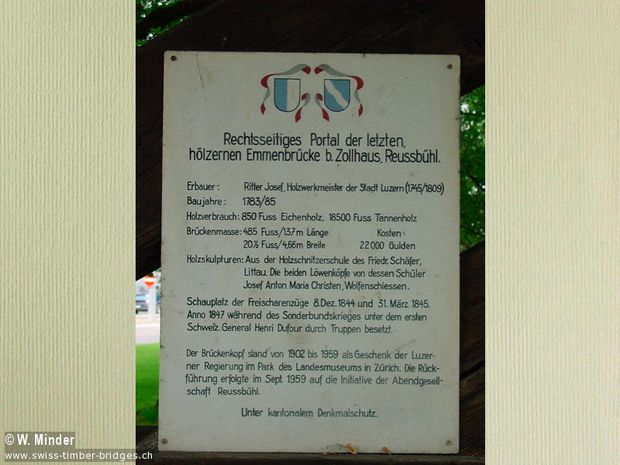 Rechtsseitiges Portal der letzten,
hölzernen Emmenbrücke b. Zollhaus, Reussbühl.
Erbauer: Ritter Josef, Holzwerkmeister der Stadt Luzern (1745/1809)
Baujahre: 1783/85
Holzverbrauch: 850 Fuss Eichenholz, 18500 Fuss Tannenholz
Brückenmasse: 485 Fuss/137m Länge Kosten:
20½ Fuss/4,66m Breite 22000 Gulden
Holzskulpturen: Aus der Holzschnitzerschule des Friedr. Schäfer,
Littau. Die beiden Löwenköpfe von dessen Schüler
Josef Anton Maria Christen, Wolfenschiessen.
Schauplatz der Freischarenzüge 8. Dez. 1844 und 31. März. 1845.
Anno 1847 während des Sonderbundskrieges unter dem ersten
Schweiz. General Henri Dufour durch Truppen besetzt.
Der Brückenkopf stand von 1902 bis 1959 als Geschenk der Luzer-
ner Regierung im Park des Landesmuseums in Zürich. Die Rück-
führung erfolgte im Sept. 1959 auf die Initiative der Abendgesell-
schaft Reussbühl.
Unter kantonalem Denkmalschutz.
© W. Minder
www.swiss-timber-bridges.ch